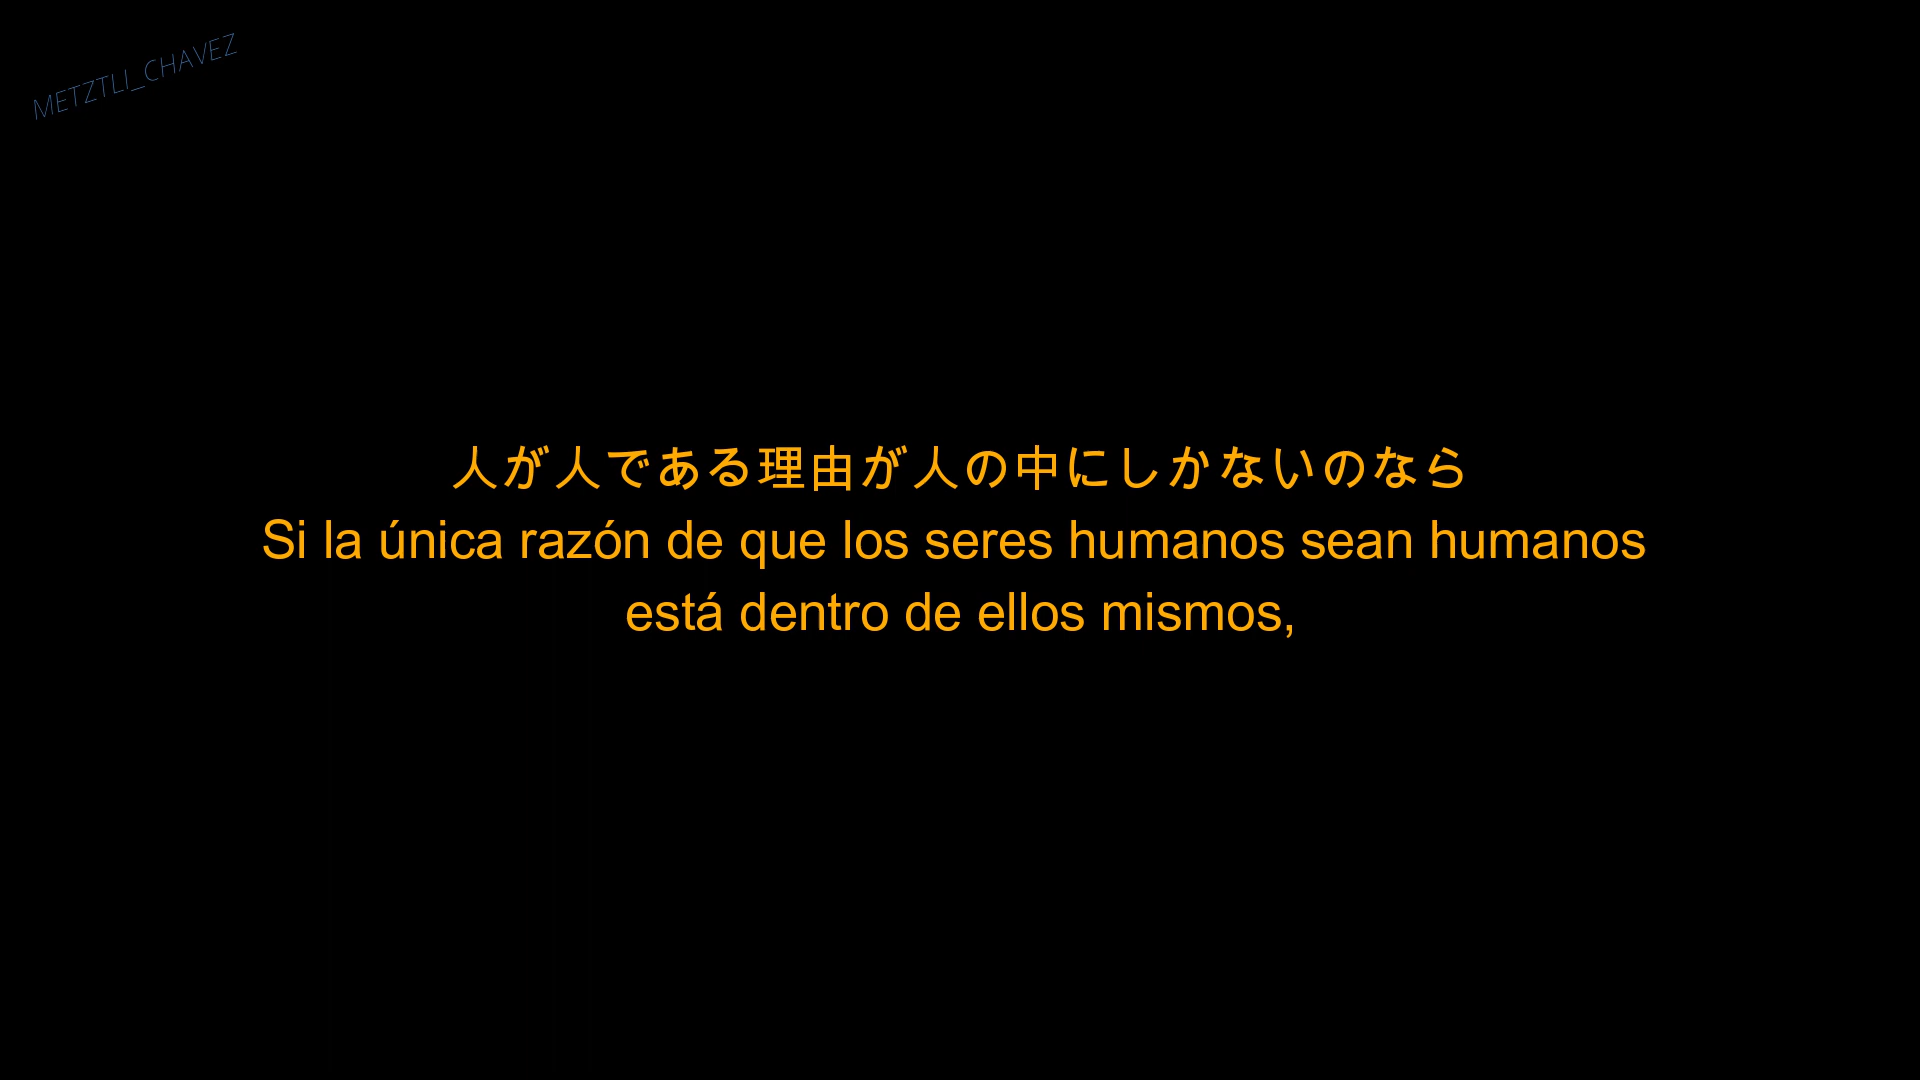 METZTLI_CHAVEZ
人が人である理由が人の中にしかないのなら
Si la única razón de que los seres humanos sean humanos
está dentro de ellos mismos,